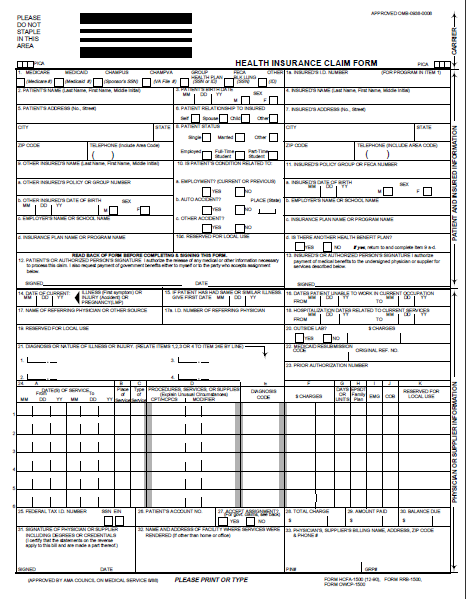 PLEASE
DO NOT
STAPLE
IN THIS
AREA
APPROVED OMB-0938-0008
CARRIER
PICA
HEALTH INSURANCE CLAIM FORM
PICA
1. MEDICARE MEDICAID CHAMPUS CHAMPVA GROUP HEALTH PLAN FECA BLK LUNG OTHER
(Medicare #) (Medicaid #) (Sponsor's SSN) (VA File #) (SSN or ID) (SSN) (ID)
1a. INSURED'S I.D. NUMBER (FOR PROGRAM IN ITEM 1)
2. PATIENT'S NAME (Last Name, First Name, Middle Initial)
3. PATIENT'S BIRTH DATE
MM DD YY SEX
M F
4. INSURED'S NAME (Last Name, First Name, Middle Initial)
5. PATIENT'S ADDRESS (No., Street)
6. PATIENT RELATIONSHIP TO INSURED
Self Spouse Child Other
7. INSURED'S ADDRESS (No., Street)
CITY STATE
8. PATIENT STATUS
Single Married Other
CITY STATE
ZIP CODE TELEPHONE (Include Area Code)
( )
Employed Full-Time Student Part-Time Student
ZIP CODE TELEPHONE (INCLUDE AREA CODE)
( )
9. OTHER INSURED'S NAME (Last Name, First Name, Middle Initial)
10. IS PATIENT'S CONDITION RELATED TO:
11. INSURED'S POLICY GROUP OR FECA NUMBER
a. OTHER INSURED'S POLICY OR GROUP NUMBER
a. EMPLOYMENT? (CURRENT OR PREVIOUS)
YES NO
a. INSURED'S DATE OF BIRTH
MM DD YY SEX
M F
b. OTHER INSURED'S DATE OF BIRTH
MM DD YY SEX
M F
b. AUTO ACCIDENT? PLACE (State)
YES NO
b. EMPLOYER'S NAME OR SCHOOL NAME
c. EMPLOYER'S NAME OR SCHOOL NAME
c. OTHER ACCIDENT?
YES NO
c. INSURANCE PLAN NAME OR PROGRAM NAME
d. INSURANCE PLAN NAME OR PROGRAM NAME
10d. RESERVED FOR LOCAL USE
d. IS THERE ANOTHER HEALTH BENEFIT PLAN?
YES NO If yes, return to and complete item 9 a-d.
READ BACK OF FORM BEFORE COMPLETING & SIGNING THIS FORM.
12. PATIENT'S OR AUTHORIZED PERSON'S SIGNATURE I authorize the release of any medical or other information necessary
to process this claim. I also request payment of government benefits either to myself or to the party who accepts assignment
below.
SIGNED DATE
13. INSURED'S OR AUTHORIZED PERSON'S SIGNATURE I authorize
payment of medical benefits to the undersigned physician or supplier for
services described below.
SIGNED
PATIENT AND INSURED INFORMATION
14. DATE OF CURRENT:
MM DD YY
ILLNESS (First symptom) OR
INJURY (Accident) OR
PREGNANCY(LMP)
15. IF PATIENT HAS HAD SAME OR SIMILAR ILLNESS
GIVE FIRST DATE MM DD YY
16. DATES PATIENT UNABLE TO WORK IN CURRENT OCCUPATION
MM DD YY MM DD YY
FROM TO
17. NAME OF REFERRING PHYSICIAN OR OTHER SOURCE
17a. I.D. NUMBER OF REFERRING PHYSICIAN
18. HOSPITALIZATION DATES RELATED TO CURRENT SERVICES
MM DD YY MM DD YY
FROM TO
19. RESERVED FOR LOCAL USE
20. OUTSIDE LAB? $ CHARGES
YES NO
21. DIAGNOSIS OR NATURE OF ILLNESS OR INJURY. (RELATE ITEMS 1,2,3 OR 4 TO ITEM 24E BY LINE)
1. 3.
2. 4.
22. MEDICAID RESUBMISSION
CODE ORIGINAL REF. NO.
23. PRIOR AUTHORIZATION NUMBER
24. A B C D E F G H I J K
DATE(S) OF SERVICE
From To
MM DD YY MM DD YY
Place of Service
Type of Service
PROCEDURES, SERVICES, OR SUPPLIES
(Explain Unusual Circumstances)
CPT/HCPCS MODIFIER
DIAGNOSIS CODE
$ CHARGES
DAYS OR UNITS
EPSDT Family Plan
EMG
COB
RESERVED FOR LOCAL USE
1
2
3
4
5
6
25. FEDERAL TAX I.D. NUMBER SSN EIN
26. PATIENT'S ACCOUNT NO.
27. ACCEPT ASSIGNMENT?
(For govt. claims, see back)
YES NO
28. TOTAL CHARGE
$
29. AMOUNT PAID
$
30. BALANCE DUE
$
31. SIGNATURE OF PHYSICIAN OR SUPPLIER
INCLUDING DEGREES OR CREDENTIALS
(I certify that the statements on the reverse
apply to this bill and are made a part thereof.)
SIGNED DATE
32. NAME AND ADDRESS OF FACILITY WHERE SERVICES WERE
RENDERED (If other than home or office)
33. PHYSICIAN'S, SUPPLIER'S BILLING NAME, ADDRESS, ZIP CODE
& PHONE #
PIN# GRP#
PHYSICIAN OR SUPPLIER INFORMATION
(APPROVED BY AMA COUNCIL ON MEDICAL SERVICE 8/88)
PLEASE PRINT OR TYPE
FORM HCFA-1500 (12-90), FORM RRB-1500,
FORM OWCP-1500